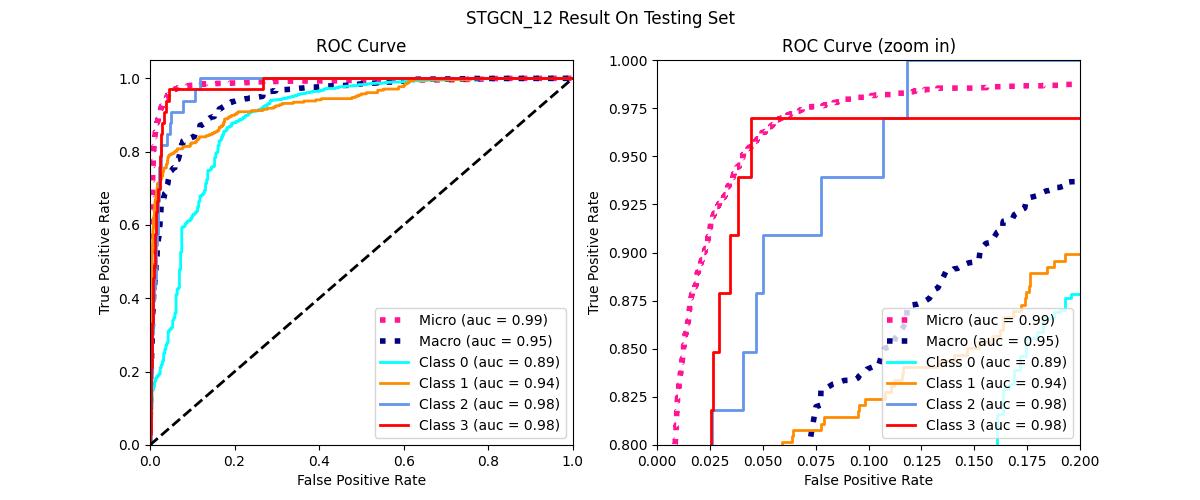 STGCN_12 Result On Testing Set
ROC Curve
True Positive Rate
1.0
0.8
0.6
0.4
0.2
0.0
0.0 0.2 0.4 0.6 0.8 1.0
False Positive Rate
Micro (auc = 0.99)
Macro (auc = 0.95)
Class 0 (auc = 0.89)
Class 1 (auc = 0.94)
Class 2 (auc = 0.98)
Class 3 (auc = 0.98)
ROC Curve (zoom in)
True Positive Rate
1.000
0.975
0.950
0.925
0.900
0.875
0.850
0.825
0.800
0.000 0.025 0.050 0.075 0.100 0.125 0.150 0.175 0.200
False Positive Rate
Micro (auc = 0.99)
Macro (auc = 0.95)
Class 0 (auc = 0.89)
Class 1 (auc = 0.94)
Class 2 (auc = 0.98)
Class 3 (auc = 0.98)